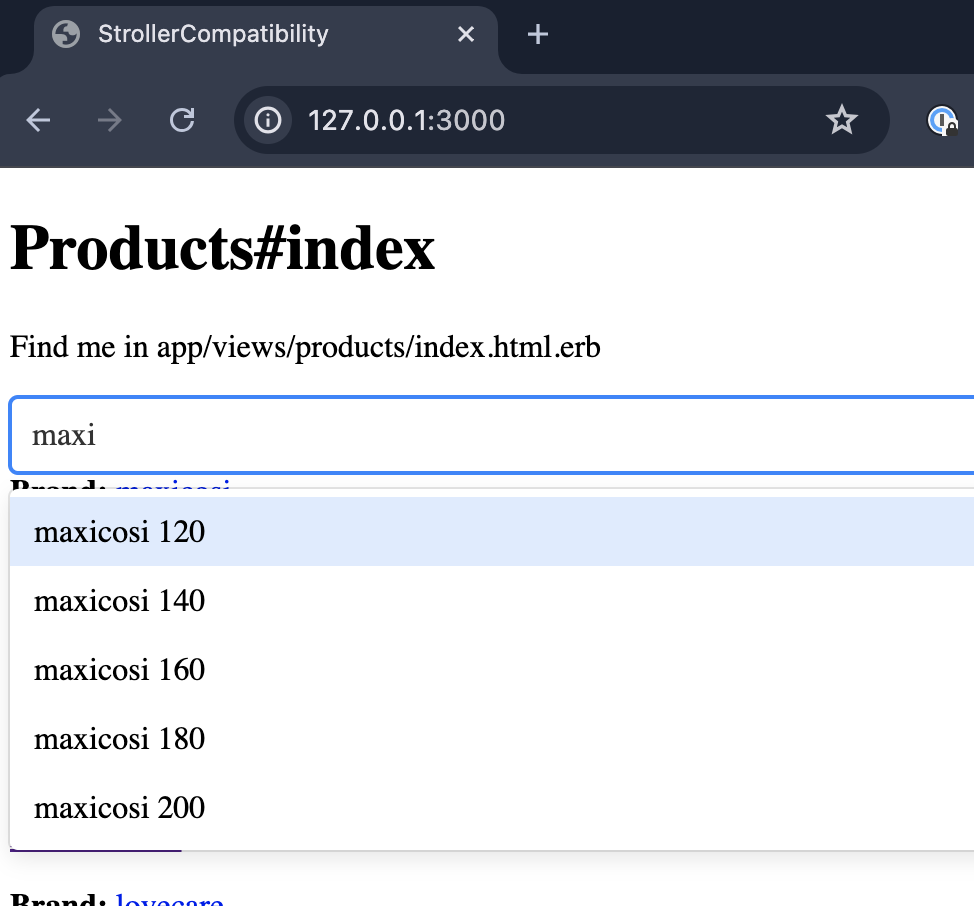 StrollerCompatibility
127.0.0.1:3000
Products#index
Find me in app/views/products/index.html.erb
maxi
Brand: maxicosi
maxicosi 120
maxicosi 140
maxicosi 160
maxicosi 180
maxicosi 200
Brand: lovecare